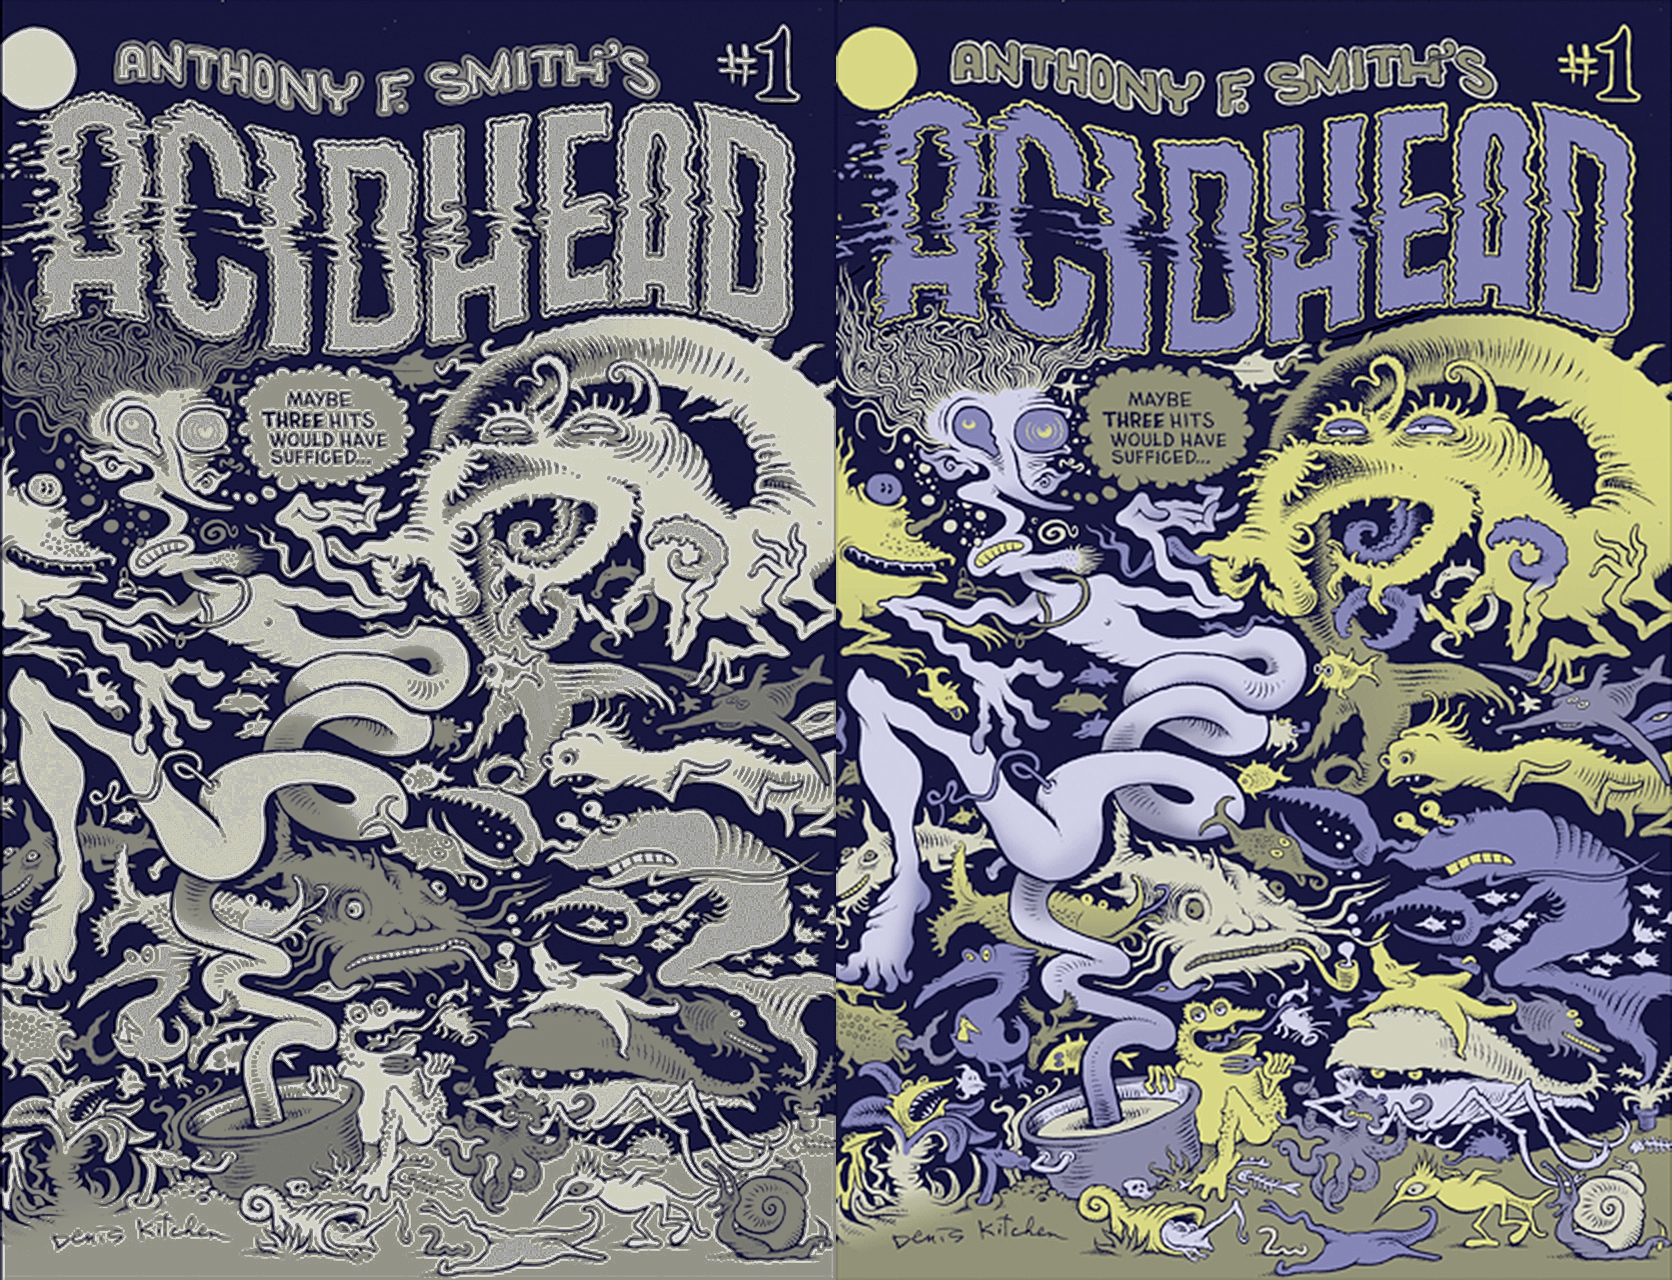 ANTHONY F. SMITH'S #1
ACIDHEAD
MAYBE
THREE HITS
WOULD HAVE
SUFFICED...
Denis Kitchen
ANTHONY F. SMITH'S #1
ACIDHEAD
MAYBE
THREE HITS
WOULD HAVE
SUFFICED...
Denis Kitchen